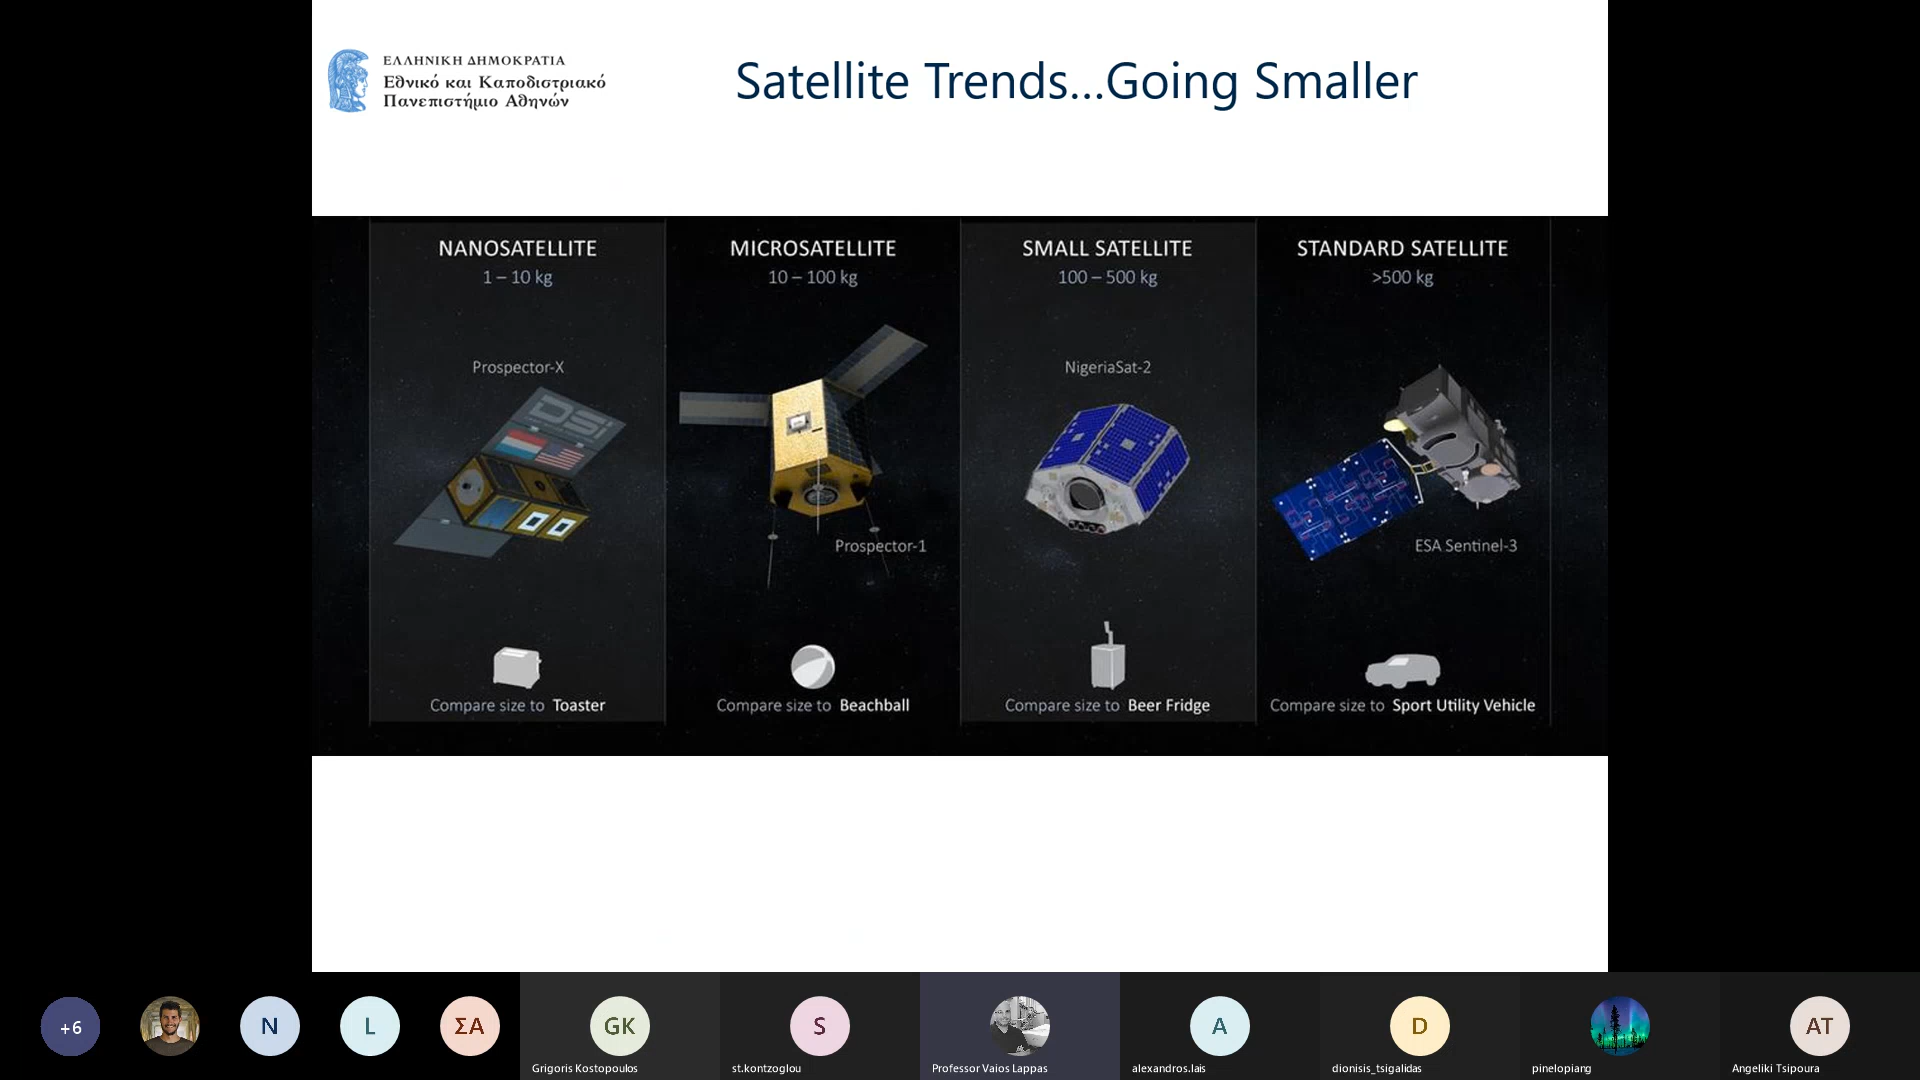 ΕΛΛΗΝΙΚΗ ΔΗΜΟΚΡΑΤΙΑ
Εθνικό και Καποδιστριακό
Πανεπιστήμιο Αθηνών
Satellite Trends...Going Smaller
NANOSATELLITE
1 – 10 kg
Prospector-X
DSI
Compare size to Toaster
MICROSATELLITE
10 – 100 kg
Prospector-1
Compare size to Beachball
SMALL SATELLITE
100 – 500 kg
NigeriaSat-2
Compare size to Beer Fridge
STANDARD SATELLITE
>500 kg
ESA Sentinel-3
Compare size to Sport Utility Vehicle
+6
N
L
ΣΑ
GK
Grigoris Kostopoulos
S
st.kontzoglou
Professor Vaios Lappas
A
alexandros.lais
D
dionisis_tsigalidas
pinelopiang
AT
Angeliki Tsipoura